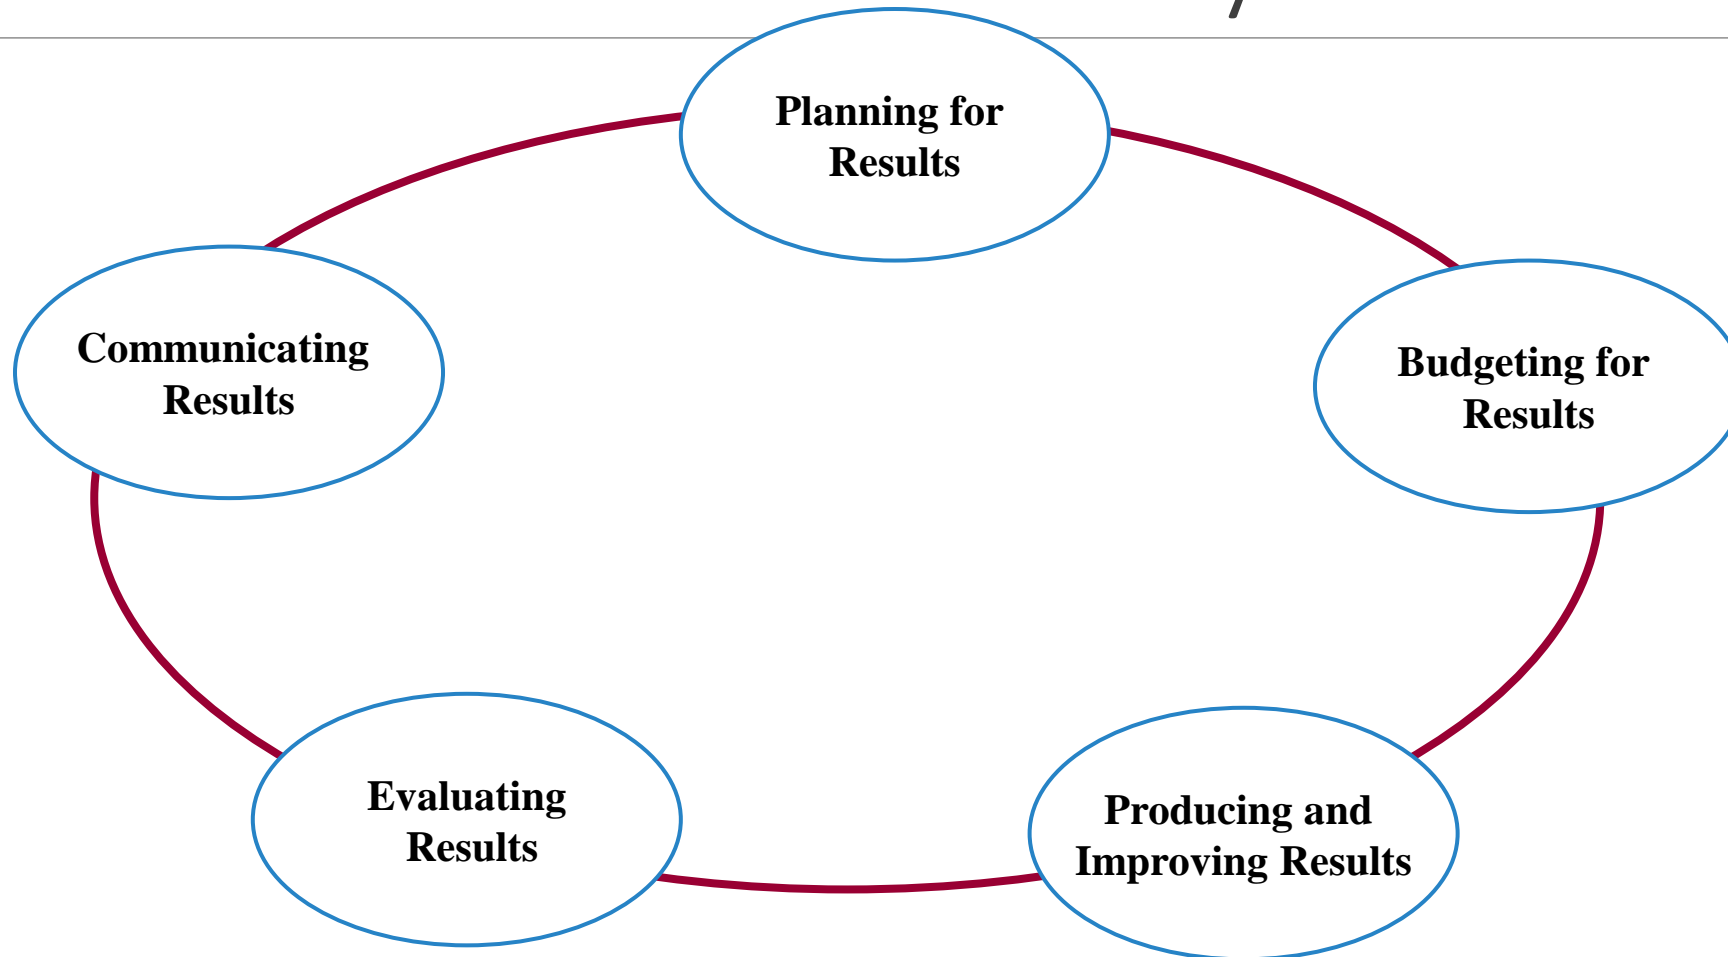 Planning for
Results
Communicating
Results
Budgeting for
Results
Evaluating
Results
Producing and
Improving Results